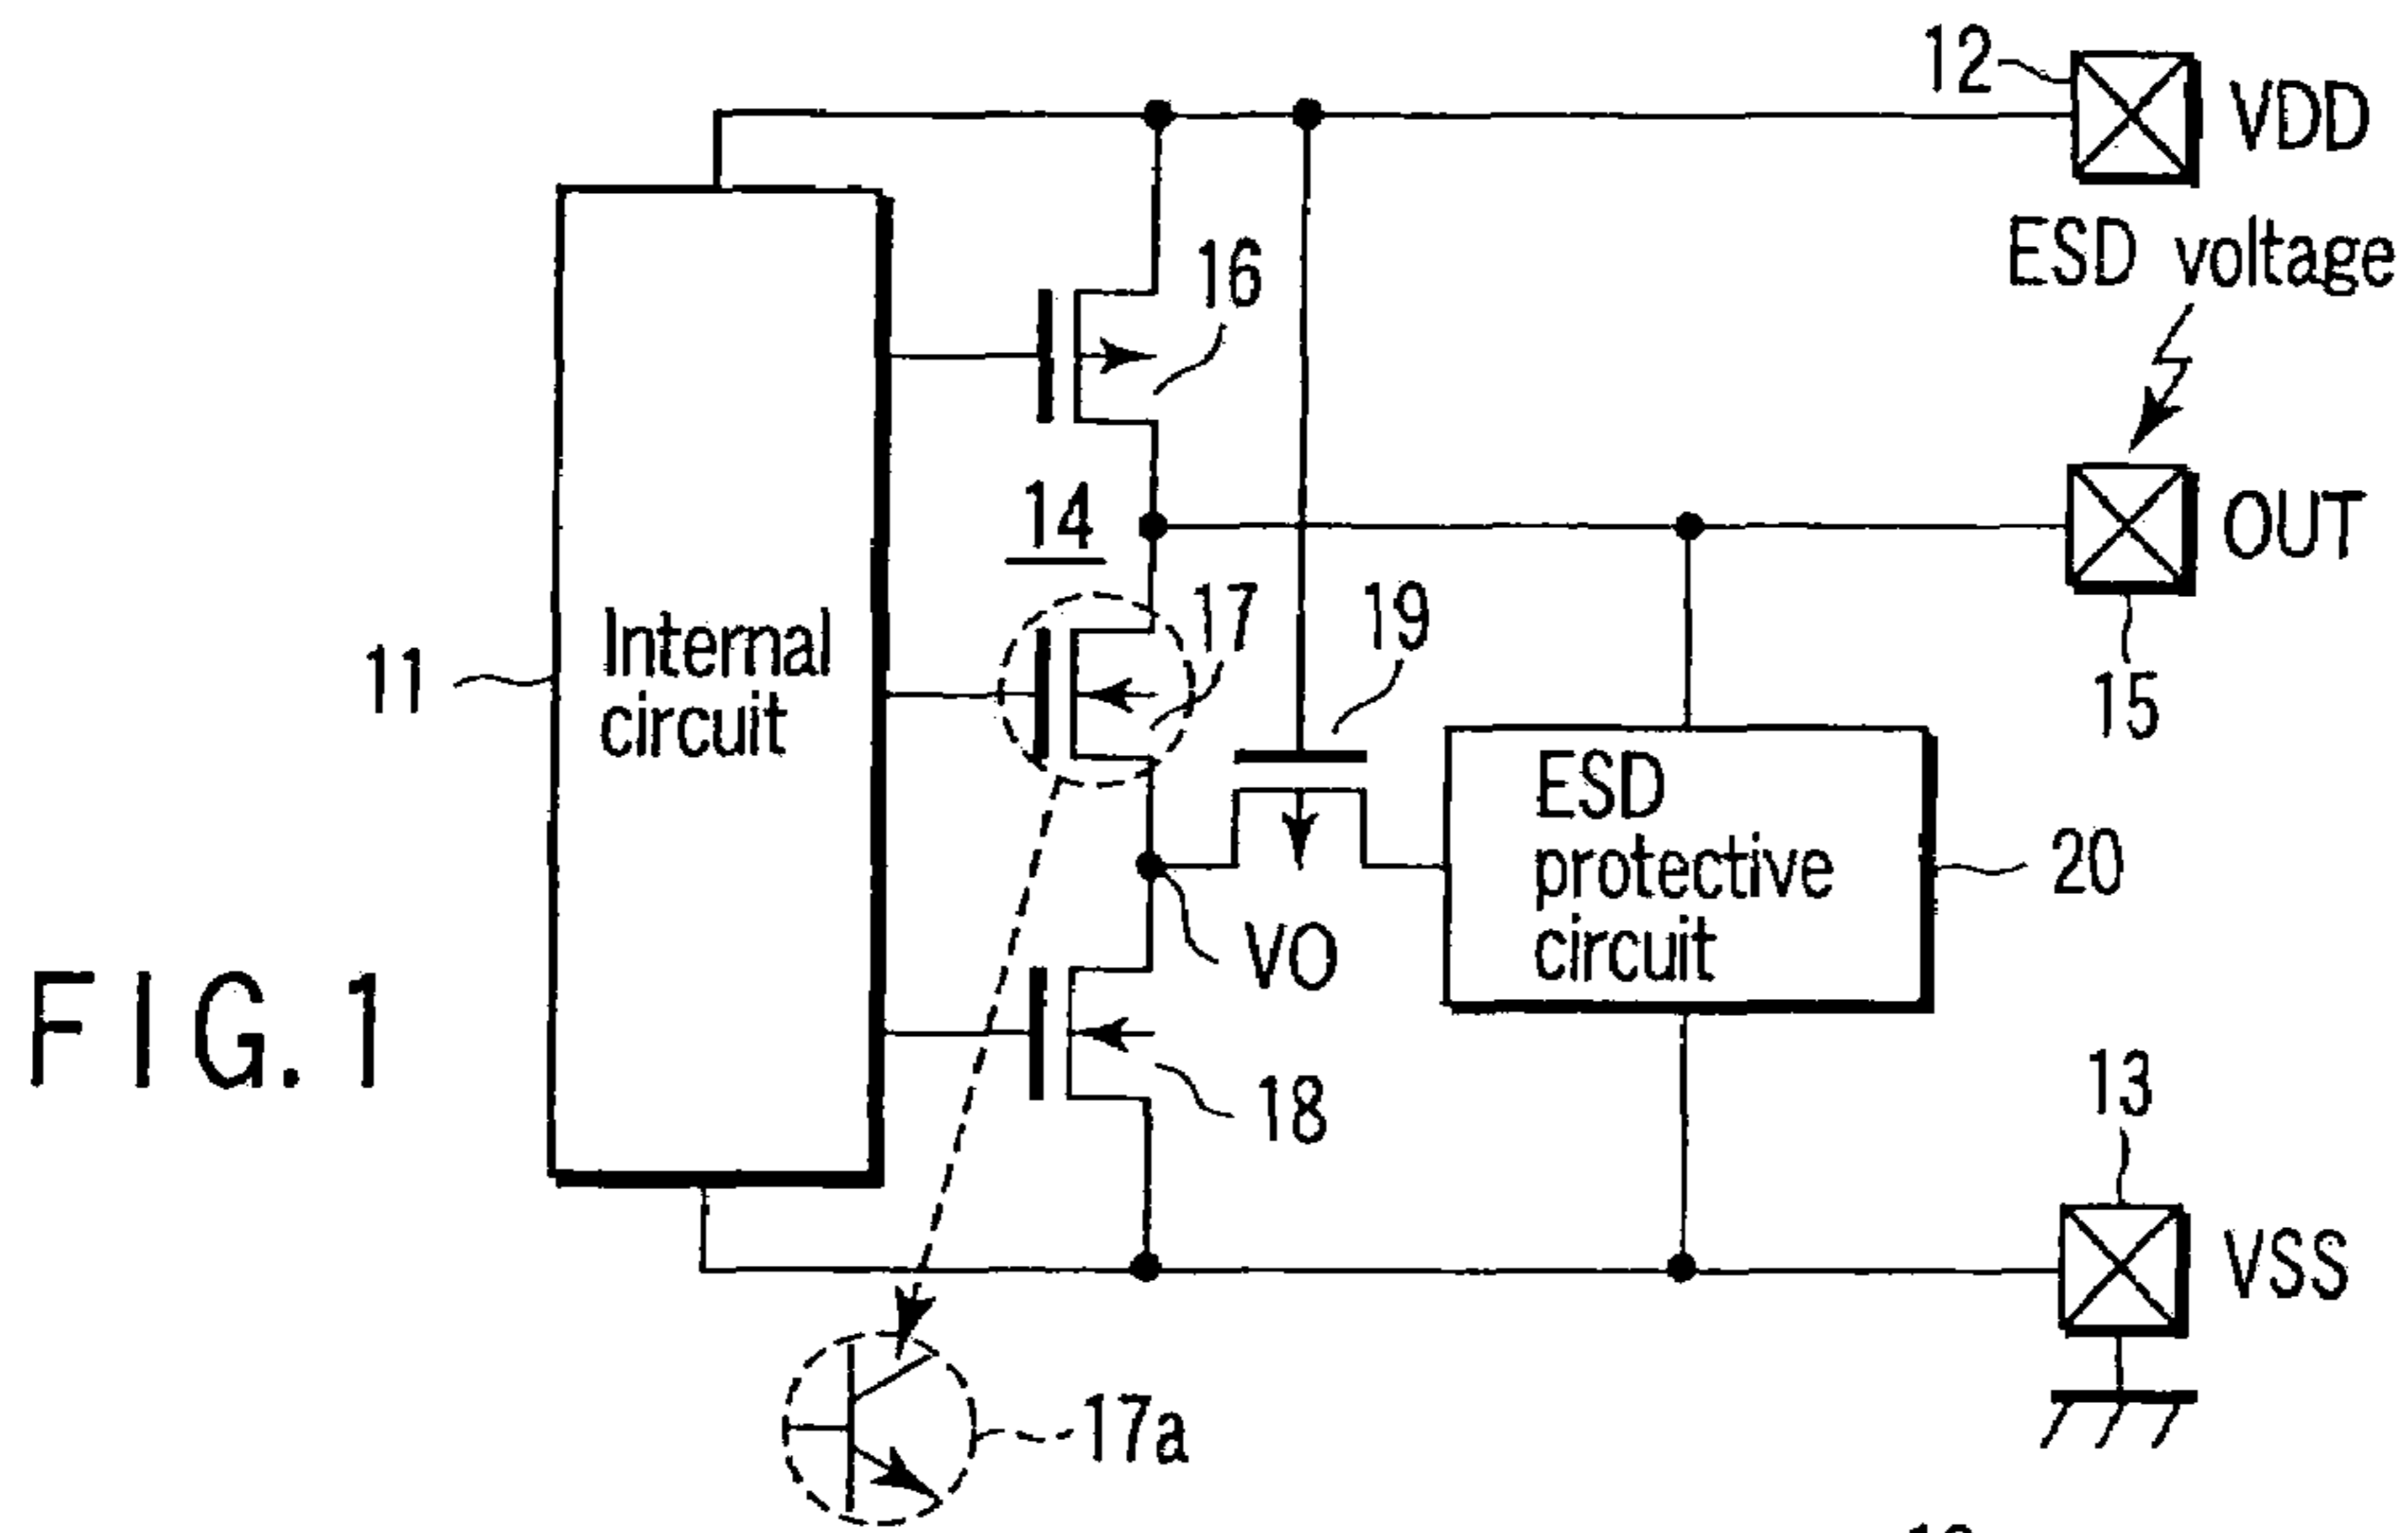 12
VDD
ESD voltage
16
14
OUT
17
19
15
11
Internal
circuit
ESD
protective
circuit
20
VO
FIG. 1
18
13
VSS
17a